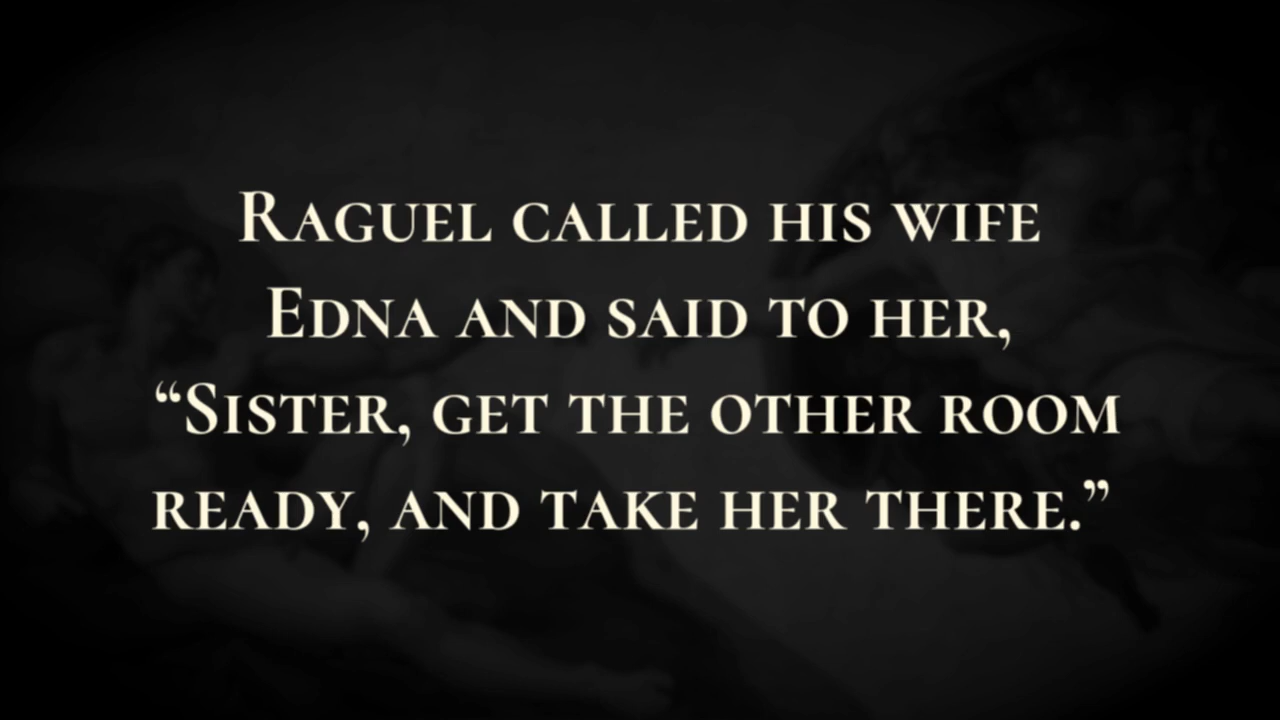 Raguel called his wife
Edna and said to her,
“Sister, get the other room
ready, and take her there.”